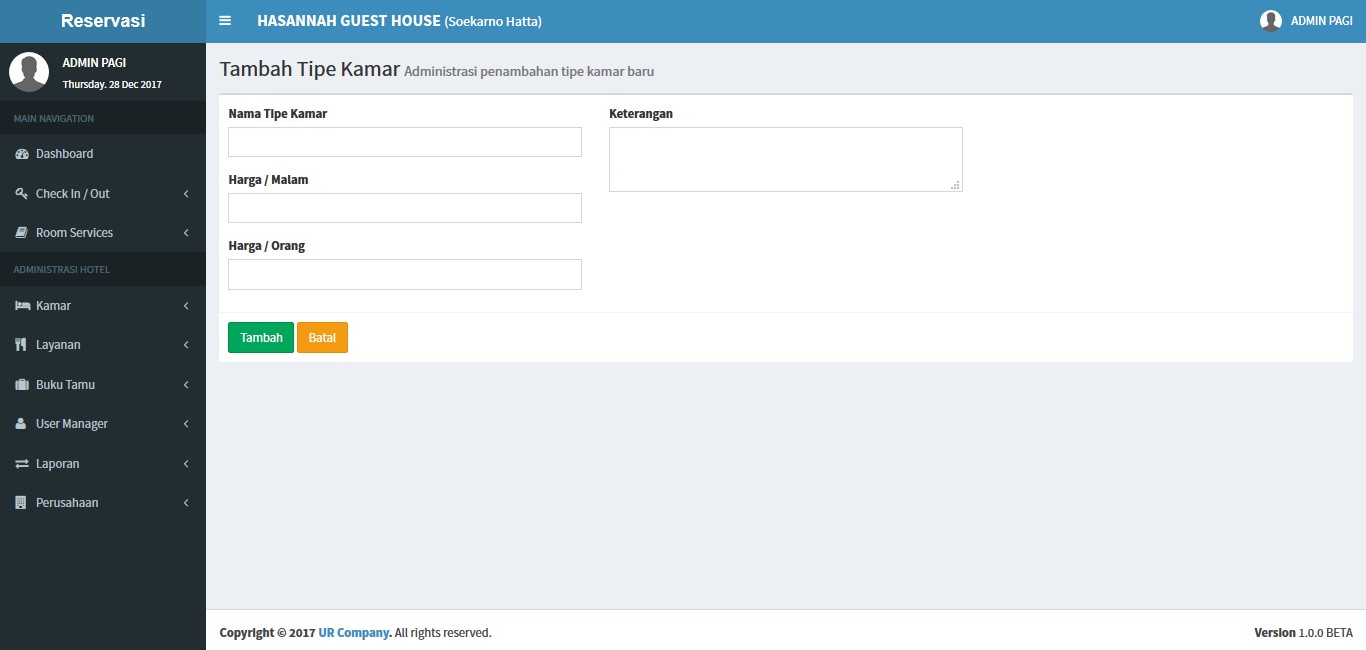 Reservasi
HASANNAH GUEST HOUSE (Soekarno Hatta)
ADMIN PAGI
ADMIN PAGI
Thursday. 28 Dec 2017
MAIN NAVIGATION
Dashboard
Check In / Out
Room Services
ADMINISTRASI HOTEL
Kamar
Layanan
Buku Tamu
User Manager
Laporan
Perusahaan
Tambah Tipe Kamar Administrasi penambahan tipe kamar baru
Nama Tipe Kamar
Keterangan
Harga / Malam
Harga / Orang
Tambah Batal
Copyright © 2017 UR Company. All rights reserved.
Version 1.0.0 BETA